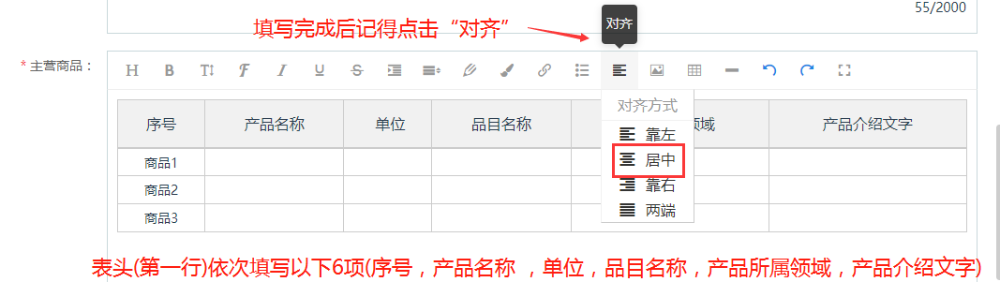 55/2000
填写完成后记得点击“对齐”
对齐
* 主营商品：
H B T F I U S
对齐方式
序号 产品名称 单位 品目名称 领域 产品介绍文字
靠左
商品1
居中
商品2
靠右
商品3
两端
表头(第一行)依次填写以下6项(序号，产品名称 ，单位，品目名称，产品所属领域，产品介绍文字)